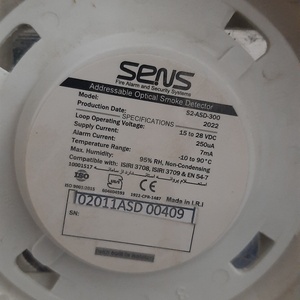 SENS
Fire Alarm and Security Systems
Addressable Optical Smoke Detector
Model: S2-ASD-300
Production Date: 2022
SPECIFICATIONS
Loop Operating Voltage: 15 to 28 VDC
Supply Current: 250uA
Alarm Current: 7mA
Temperature Range: -10 to 90°C
Max. Humidity: 95% RH, Non-Condensing
Compatible with: ISIRI 3708, ISIRI 3709 & EN 54-7
10001517
ISO
Made in I.R.I
02011ASD 00409
SN: